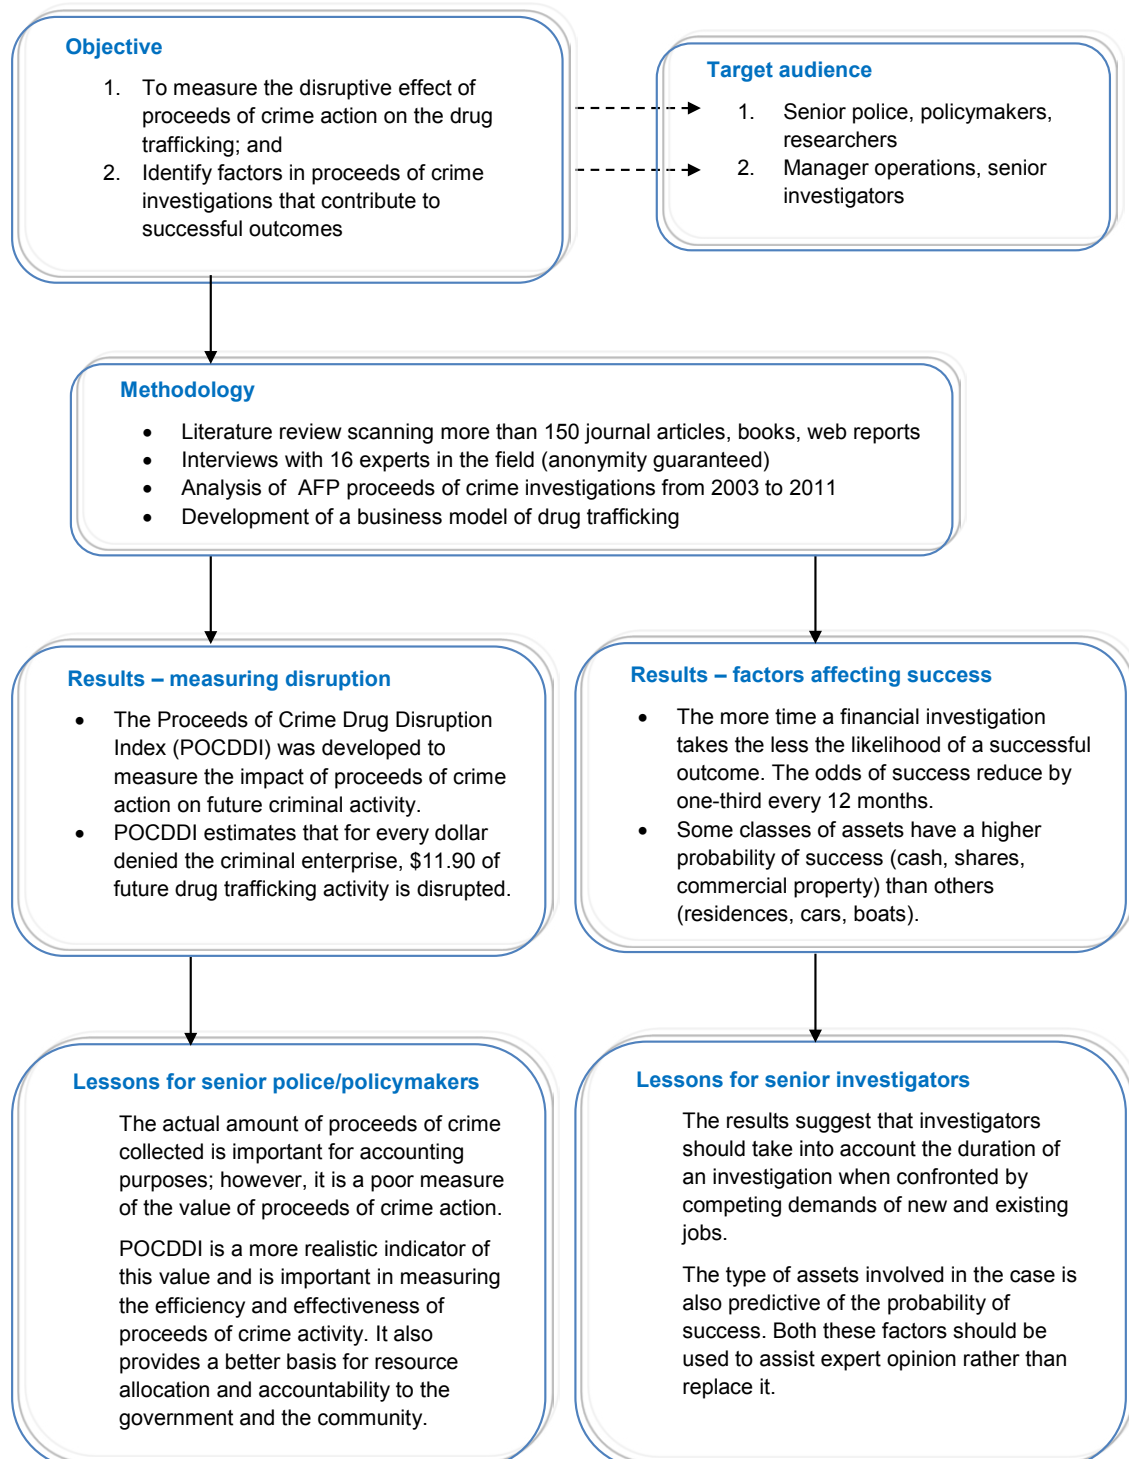 Objective
1. To measure the disruptive effect of
proceeds of crime action on the drug
trafficking; and
2. Identify factors in proceeds of crime
investigations that contribute to
successful outcomes
Target audience
1. Senior police, policymakers,
researchers
2. Manager operations, senior
investigators
Methodology
• Literature review scanning more than 150 journal articles, books, web reports
• Interviews with 16 experts in the field (anonymity guaranteed)
• Analysis of AFP proceeds of crime investigations from 2003 to 2011
• Development of a business model of drug trafficking
Results – measuring disruption
• The Proceeds of Crime Drug Disruption
Index (POCDDI) was developed to
measure the impact of proceeds of crime
action on future criminal activity.
• POCDDI estimates that for every dollar
denied the criminal enterprise, $11.90 of
future drug trafficking activity is disrupted.
Results – factors affecting success
• The more time a financial investigation
takes the less the likelihood of a successful
outcome. The odds of success reduce by
one-third every 12 months.
• Some classes of assets have a higher
probability of success (cash, shares,
commercial property) than others
(residences, cars, boats).
Lessons for senior police/policymakers
The actual amount of proceeds of crime
collected is important for accounting
purposes; however, it is a poor measure
of the value of proceeds of crime action.
POCDDI is a more realistic indicator of
this value and is important in measuring
the efficiency and effectiveness of
proceeds of crime activity. It also
provides a better basis for resource
allocation and accountability to the
government and the community.
Lessons for senior investigators
The results suggest that investigators
should take into account the duration of
an investigation when confronted by
competing demands of new and existing
jobs.
The type of assets involved in the case is
also predictive of the probability of
success. Both these factors should be
used to assist expert opinion rather than
replace it.